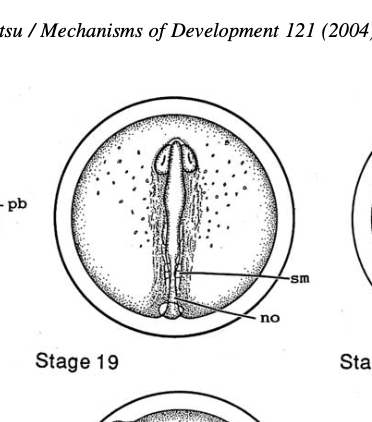 tsu / Mechanisms of Development 121 (2004)
pb
sm
no
Stage 19
Sta